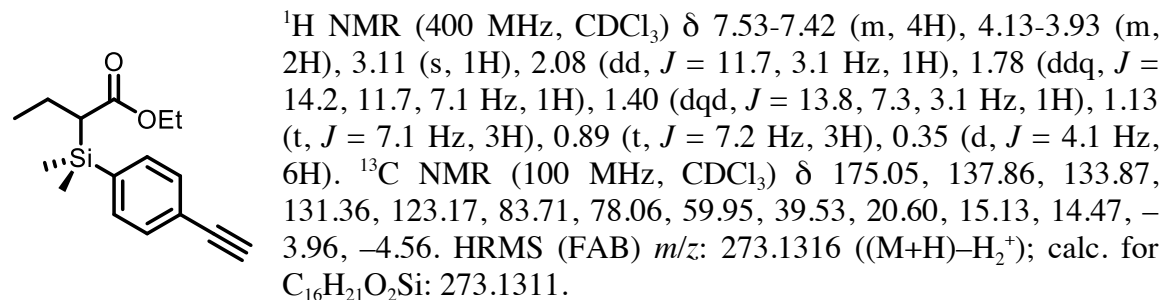 ¹H NMR (400 MHz, CDCl₃) δ 7.53-7.42 (m, 4H), 4.13-3.93 (m,
2H), 3.11 (s, 1H), 2.08 (dd, J = 11.7, 3.1 Hz, 1H), 1.78 (ddq, J =
14.2, 11.7, 7.1 Hz, 1H), 1.40 (dqd, J = 13.8, 7.3, 3.1 Hz, 1H), 1.13
(t, J = 7.1 Hz, 3H), 0.89 (t, J = 7.2 Hz, 3H), 0.35 (d, J = 4.1 Hz,
6H). ¹³C NMR (100 MHz, CDCl₃) δ 175.05, 137.86, 133.87,
131.36, 123.17, 83.71, 78.06, 59.95, 39.53, 20.60, 15.13, 14.47, –
3.96, –4.56. HRMS (FAB) m/z: 273.1316 ((M+H)–H₂⁺); calc. for
C₁₆H₂₁O₂Si: 273.1311.
O
OEt
Si